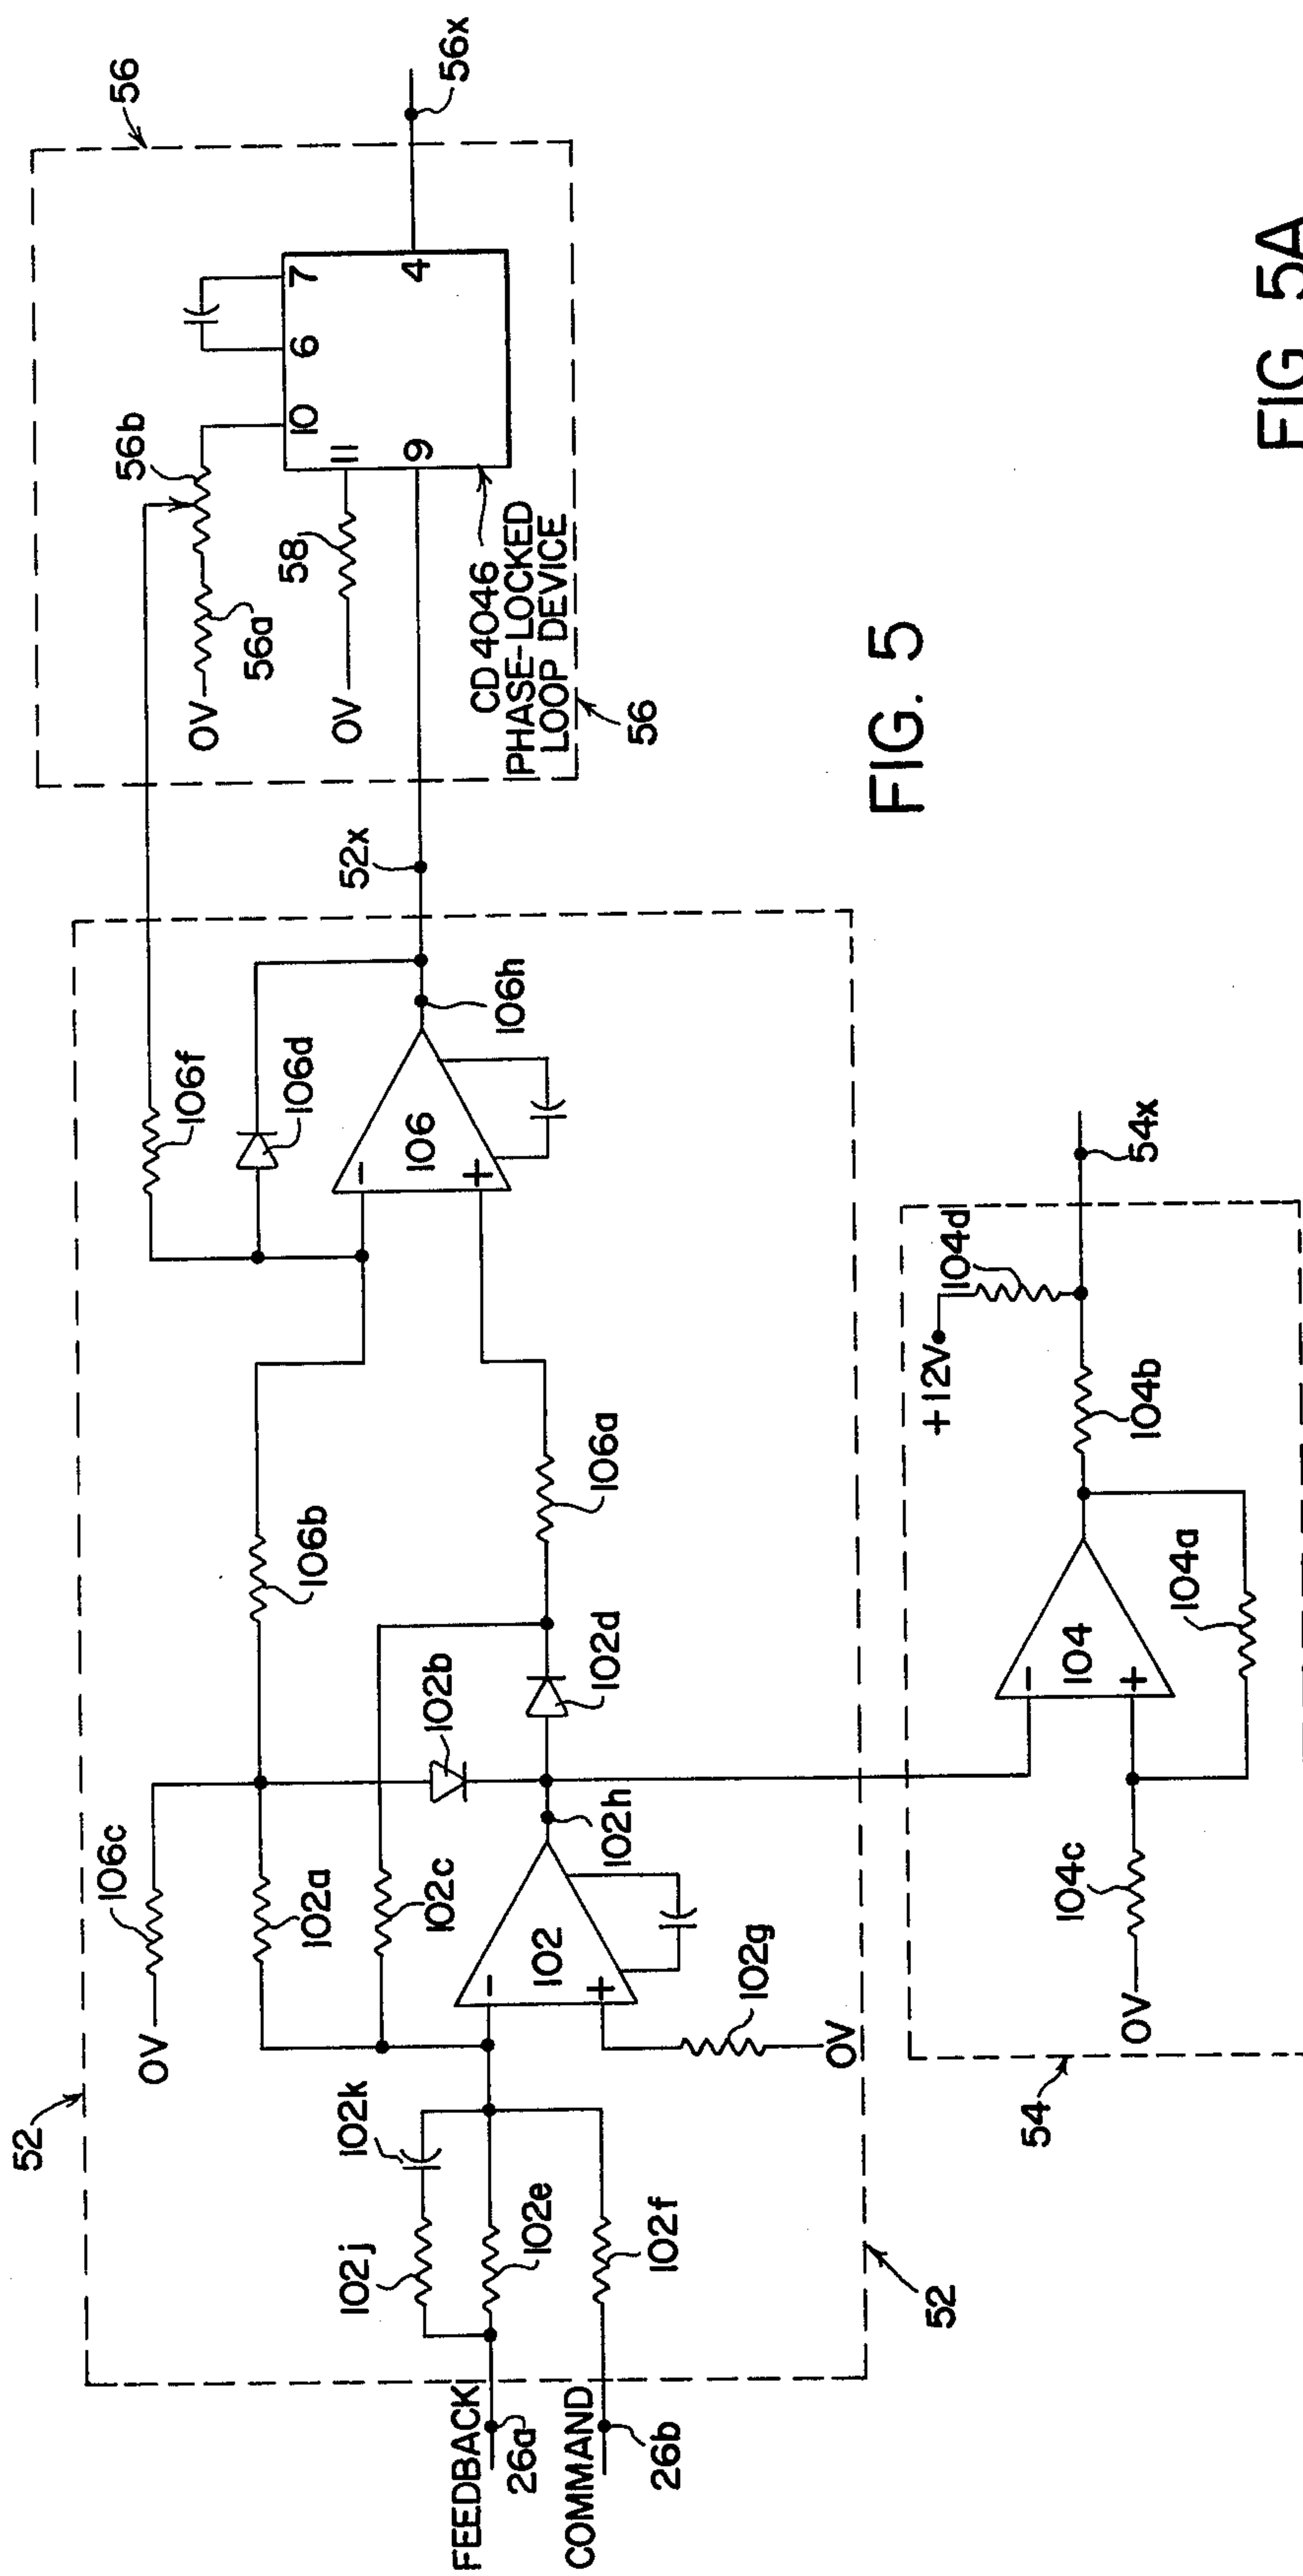 52
0V
106c
102a
102c
106b
102b
102d
106a
102j
102k
102e
102f
FEEDBACK
26a
COMMAND
26b
-
102
+
102h
102g
0V
52
106f
106d
-
106
+
106h
52x
56
56b
56a
0V
58
0V
10
6
7
11
9
4
CD4046
PHASE-LOCKED
LOOP DEVICE
56
56x
54
0V
104c
-
104
+
104a
104b
+12V
104d
54x
FIG. 5
FIG. 5A